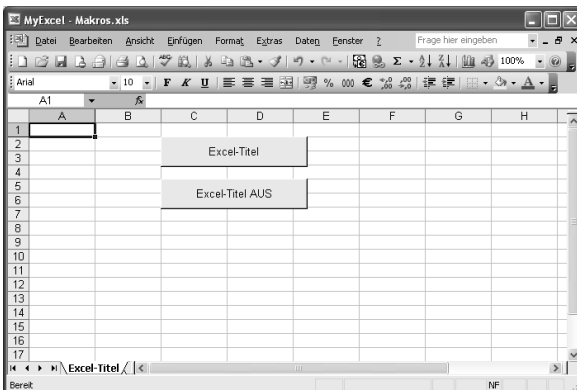 MyExcel - Makros.xls
Datei Bearbeiten Ansicht Einfügen Format Extras Daten Fenster ? Frage hier eingeben
100%
Arial 10 F K U % 000 €
A1 fx
A B C D E F G H
1
2
Excel-Titel
3
4
5
Excel-Titel AUS
6
7
8
9
10
11
12
13
14
15
16
17
Excel-Titel
Bereit NF